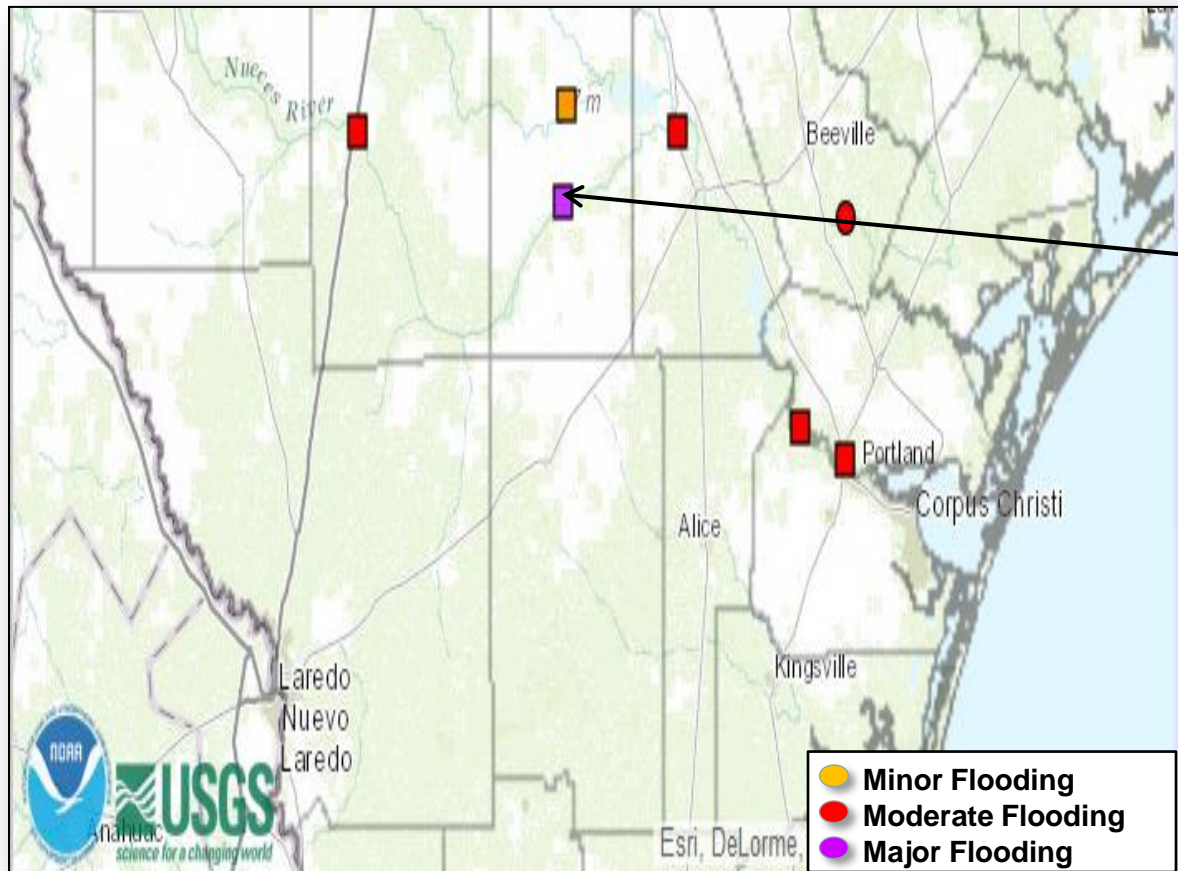 Nueces
River
m
Beeville
Portland
Corpus Christi
Alice
Kingsville
Laredo
Nuevo
Laredo
NOAA
USGS
science for a changing world
Anahuac
Esri, DeLorme,
Minor Flooding
Moderate Flooding
Major Flooding